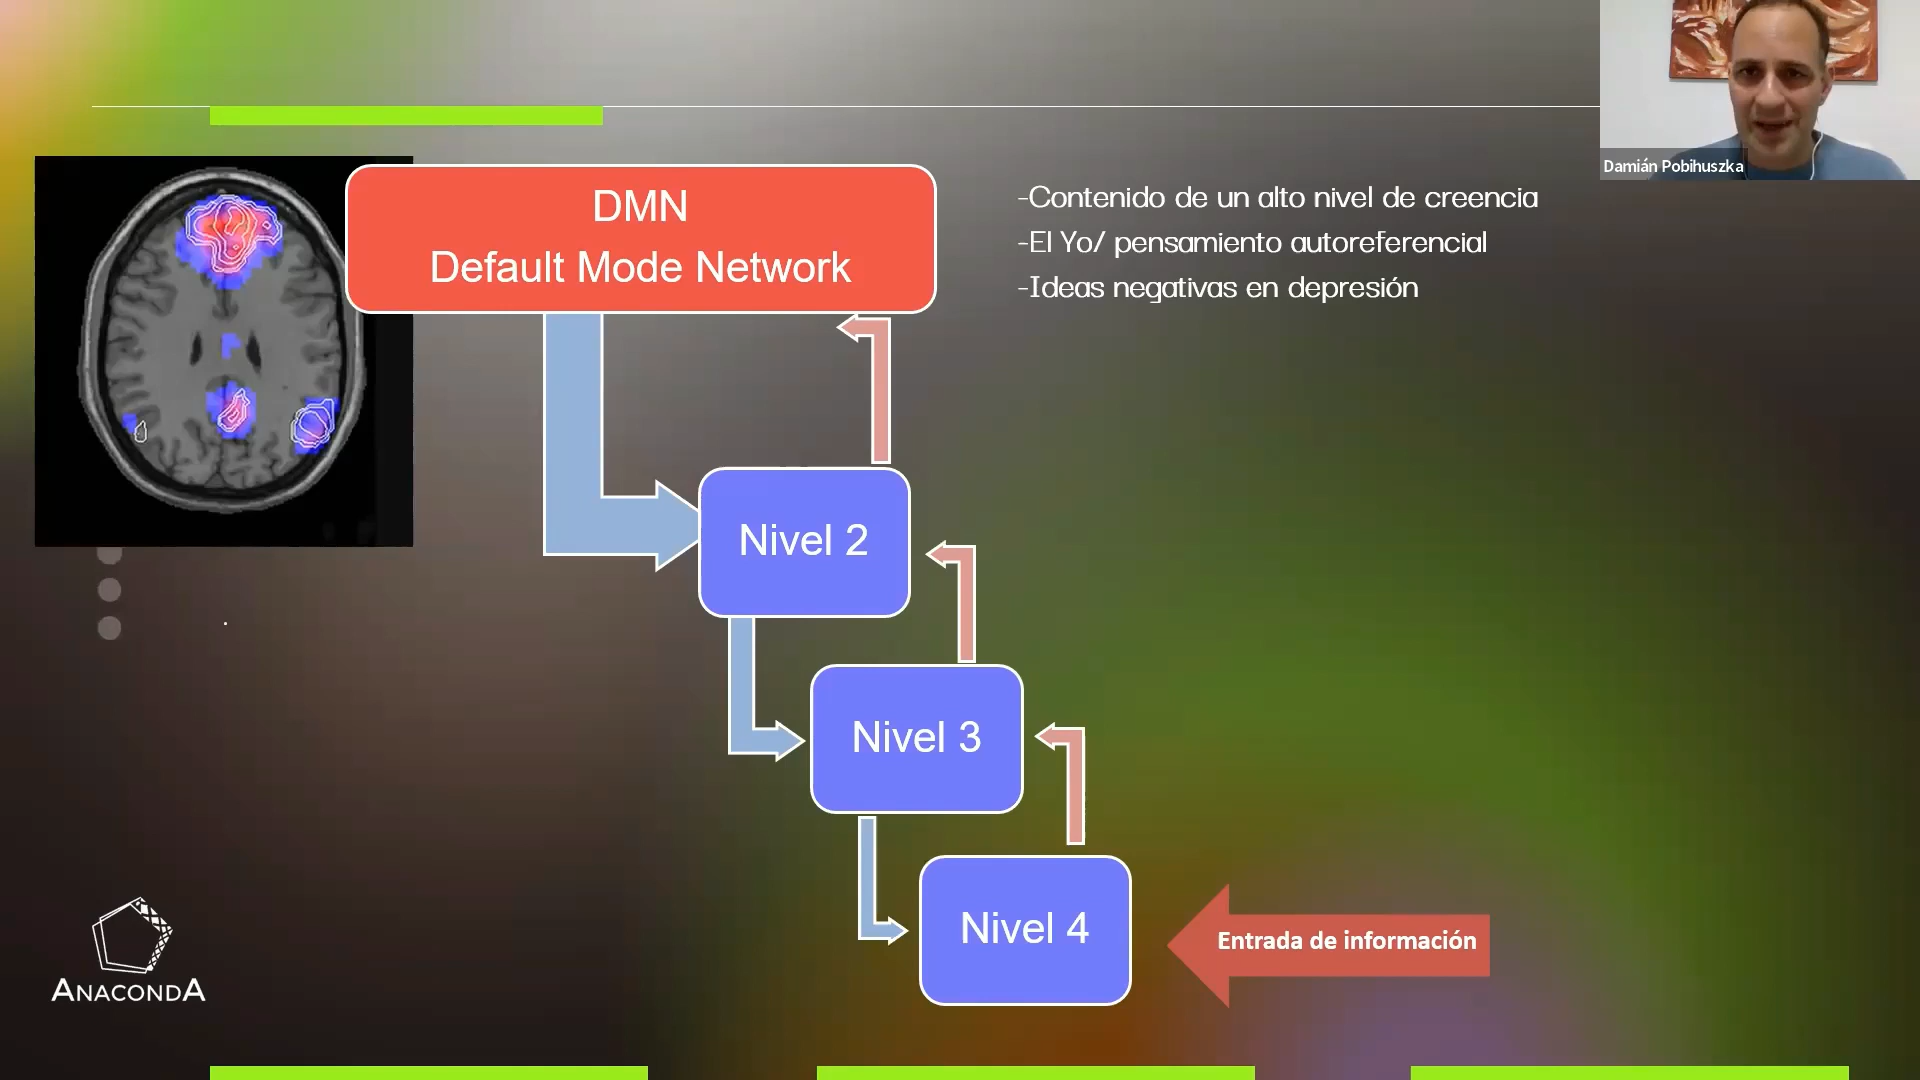 Damián Pobihuszka
DMN
Default Mode Network
-Contenido de un alto nivel de creencia
-El Yo/ pensamiento autoreferencial
-Ideas negativas en depresión
Nivel 2
Nivel 3
Nivel 4
Entrada de información
ANACONDA